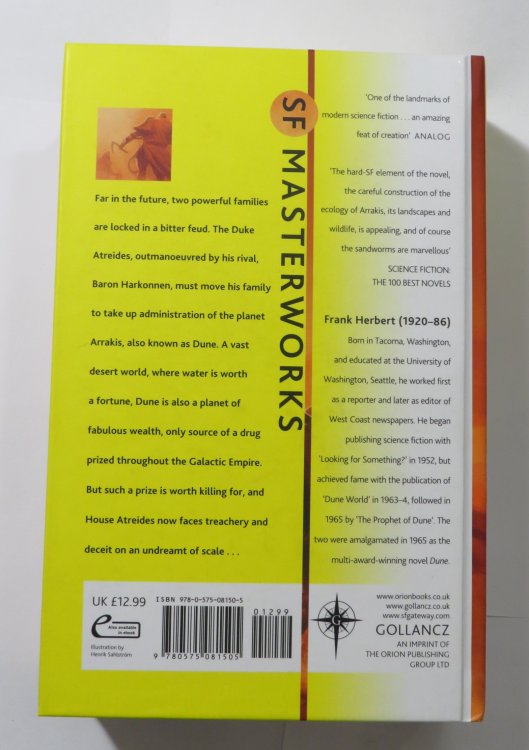 SF MASTERWORKS
Far in the future, two powerful families
are locked in a bitter feud. The Duke
Atreides, outmanoeuvred by his rival,
Baron Harkonnen, must move his family
to take up administration of the planet
Arrakis, also known as Dune. A vast
desert world, where water is worth
a fortune, Dune is also a planet of
fabulous wealth, only source of a drug
prized throughout the Galactic Empire.
But such a prize is worth killing for, and
House Atreides now faces treachery and
deceit on an undreamt of scale . . .
'One of the landmarks of
modern science fiction . . . an amazing
feat of creation' ANALOG
'The hard-SF element of the novel,
the careful construction of the
ecology of Arrakis, its landscapes and
wildlife, is appealing, and of course
the sandworms are marvellous'
SCIENCE FICTION:
THE 100 BEST NOVELS
Frank Herbert (1920–86)
Born in Tacoma, Washington,
and educated at the University of
Washington, Seattle, he worked first
as a reporter and later as editor of
West Coast newspapers. He began
publishing science fiction with
'Looking for Something?' in 1952, but
achieved fame with the publication of
'Dune World' in 1963–4, followed in
1965 by 'The Prophet of Dune'. The
two were amalgamated in 1965 as the
multi-award-winning novel Dune.
UK £12.99
e
Also available
in ebook
Illustration by
Henrik Sahlström
ISBN 978-0-575-08150-5
01299
9 780575 081505
www.orionbooks.co.uk
www.gollancz.co.uk
www.sfgateway.com
GOLLANCZ
AN IMPRINT OF
THE ORION PUBLISHING
GROUP LTD